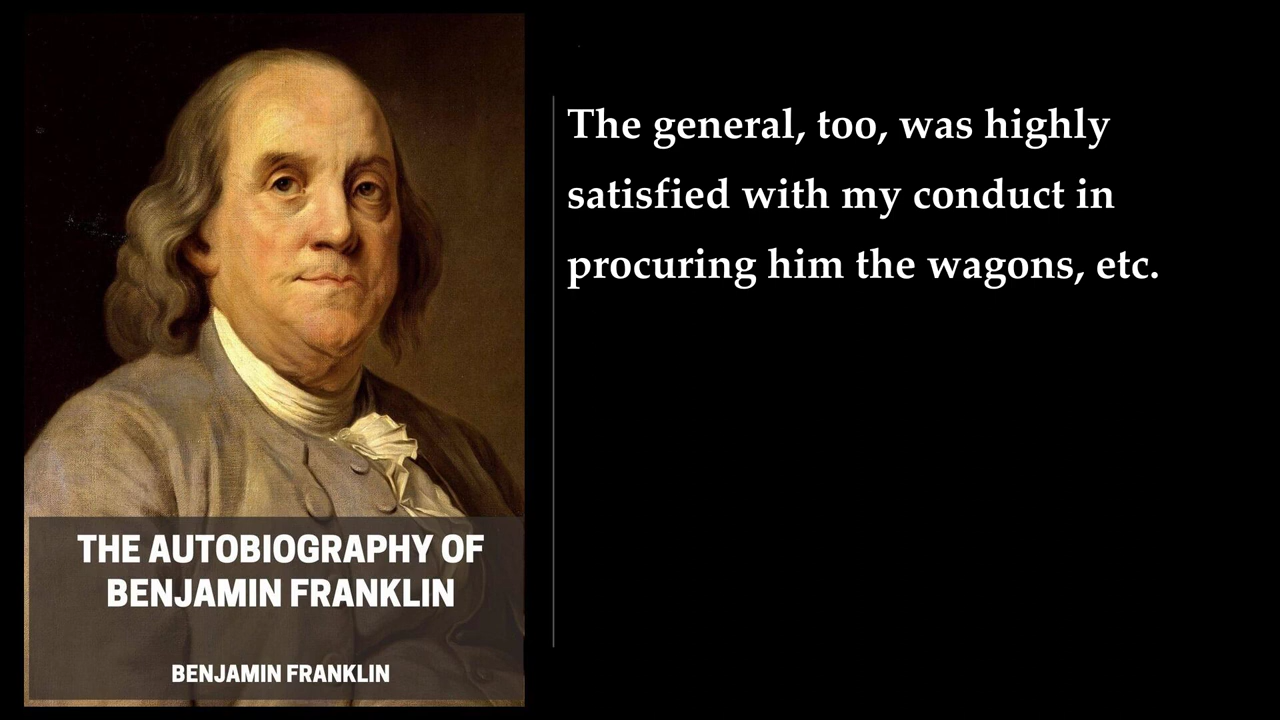 The general, too, was highly
satisfied with my conduct in
procuring him the wagons, etc.
THE AUTOBIOGRAPHY OF
BENJAMIN FRANKLIN
BENJAMIN FRANKLIN